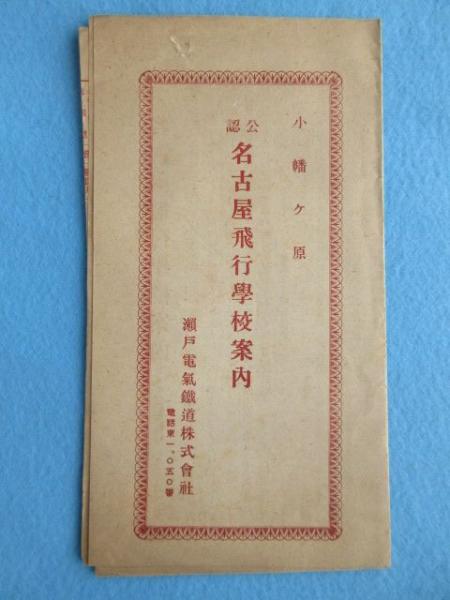 小幡ヶ原
公認
名古屋飛行學校案内
瀬戸電氣鐵道株式會社
電話東一、〇五〇番